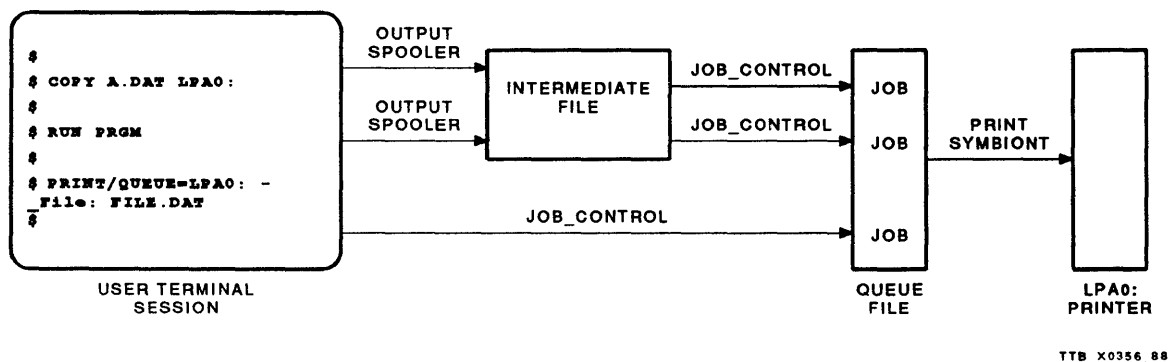 $
$ COPY A.DAT LPA0:
$
$ RUN PRGM
$
$ PRINT/QUEUE=LPA0: -
_File: FILE.DAT
$
USER TERMINAL
SESSION
OUTPUT
SPOOLER
OUTPUT
SPOOLER
INTERMEDIATE
FILE
JOB_CONTROL
JOB_CONTROL
JOB_CONTROL
JOB
JOB
JOB
QUEUE
FILE
PRINT
SYMBIONT
LPA0:
PRINTER
TTB X0356 88